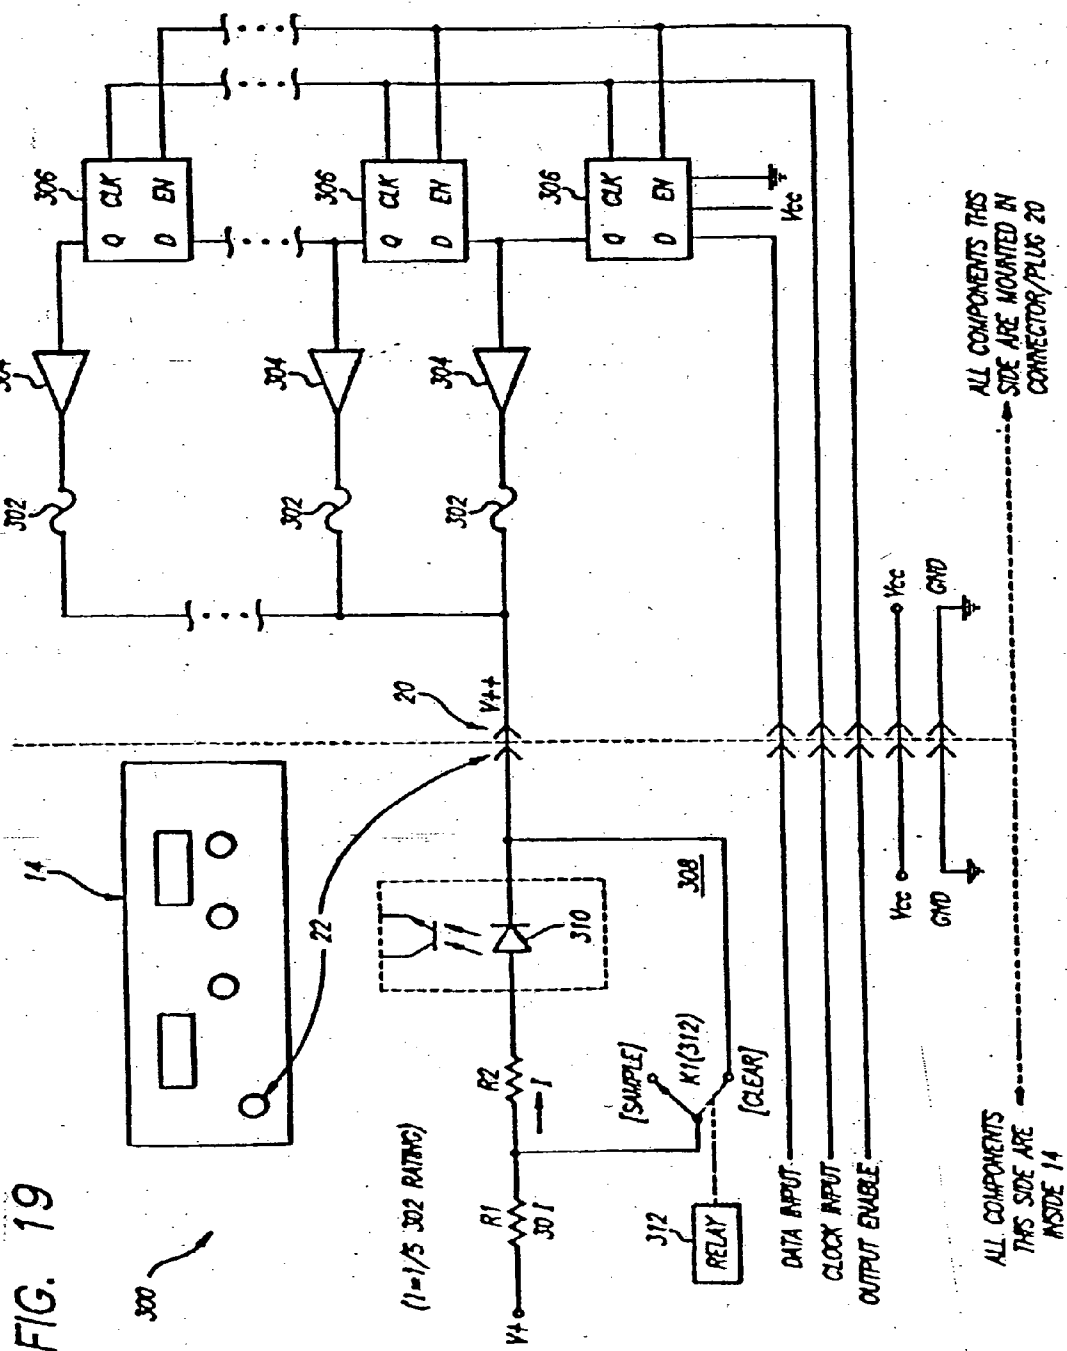 FIG. 19
300
14
22
(I=1/5 302 RATING)
V+
R1
30 I
R2
I
310
308
[SAMPLE]
K1(312)
[CLEAR]
312
RELAY
20
V++
302
304
306
Q
CLK
D
EN
302
304
306
Q
CLK
D
EN
302
304
306
Q
CLK
D
EN
Vcc
DATA INPUT
CLOCK INPUT
OUTPUT ENABLE
Vcc
Vcc
GND
GND
ALL COMPONENTS
THIS SIDE ARE
INSIDE 14
ALL COMPONENTS THIS
SIDE ARE MOUNTED IN
CONNECTOR/PLUG 20